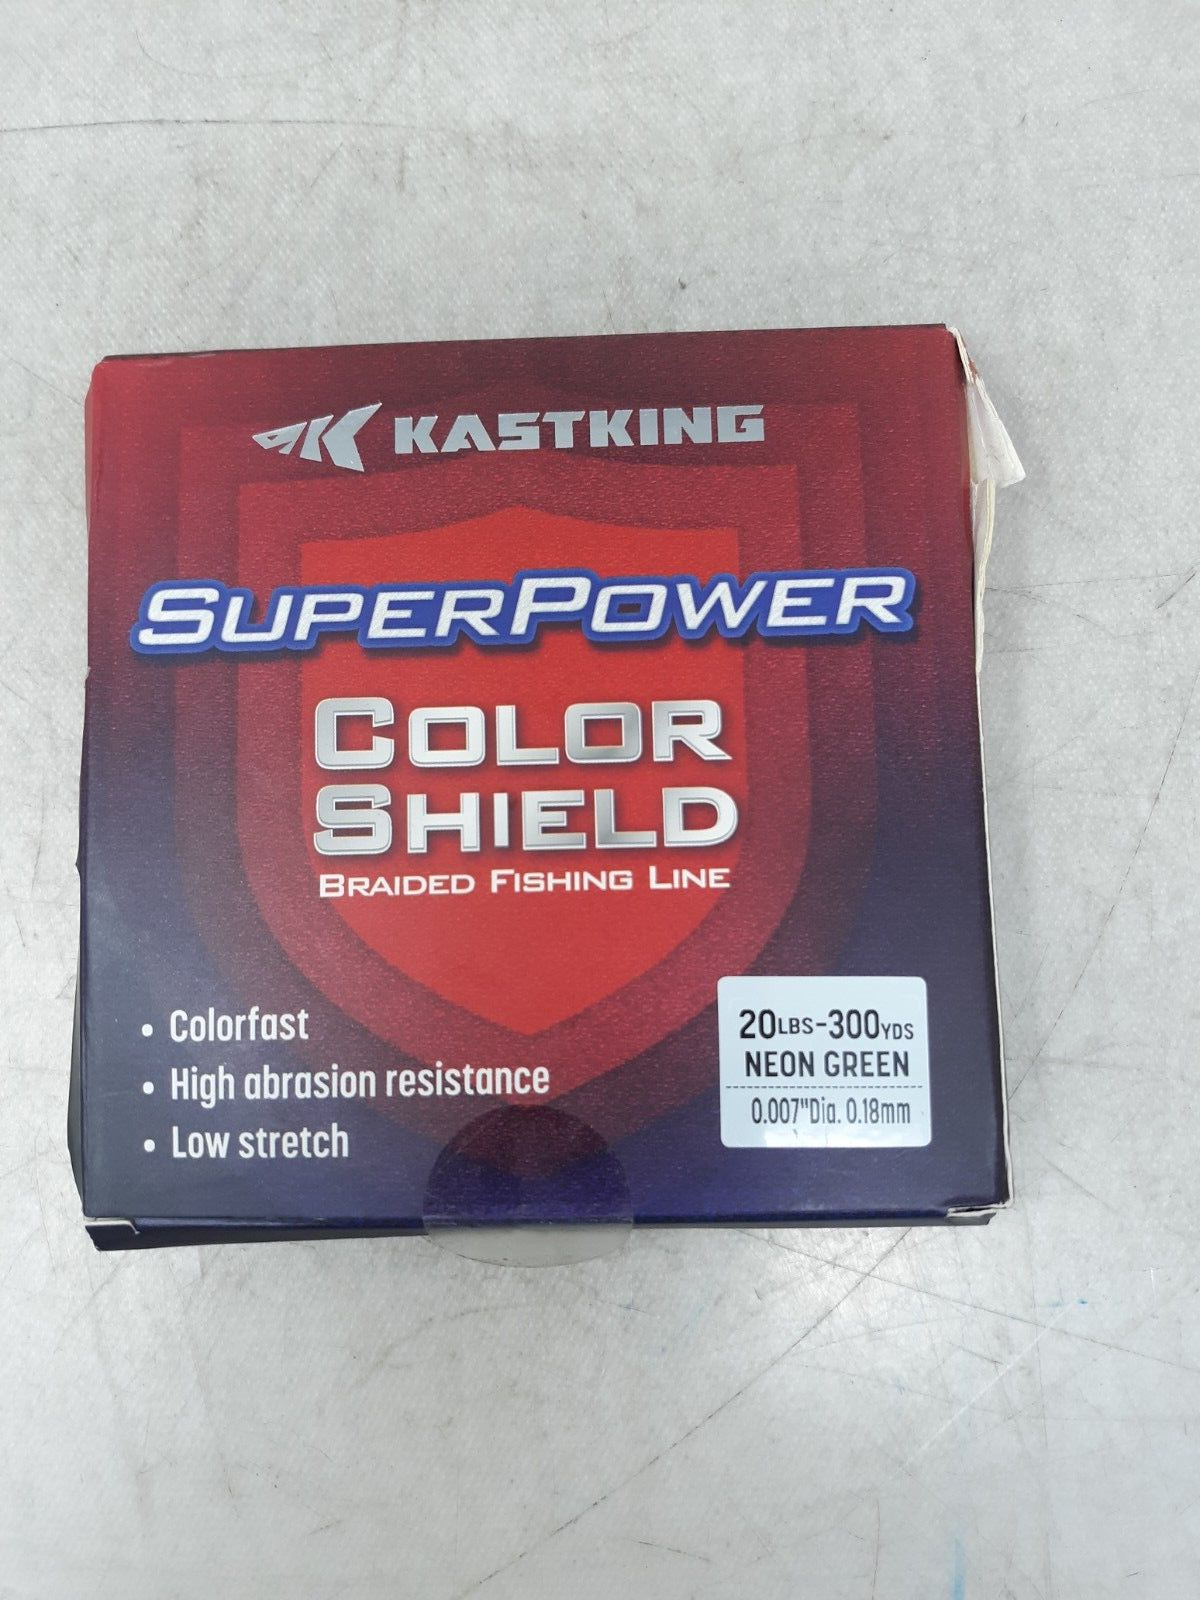 KASTKING
SUPERPOWER
COLOR
SHIELD
BRAIDED FISHING LINE
• Colorfast
• High abrasion resistance
• Low stretch
20LBS-300YDS
NEON GREEN
0.007"Dia. 0.18mm